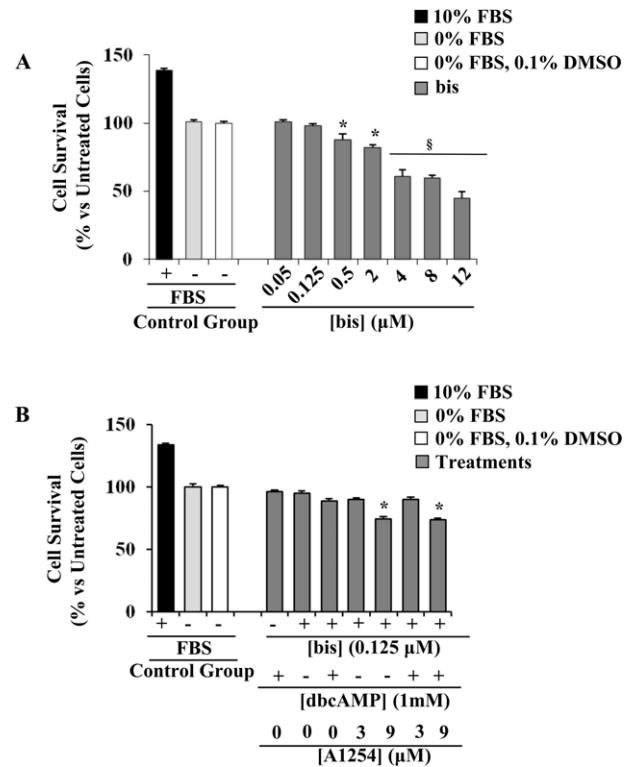 10% FBS
0% FBS
0% FBS, 0.1% DMSO
bis
A
Cell Survival
(% vs Untreated Cells)
150
100
50
0
* * §
+ - -
FBS
Control Group
0.05 0.125 0.5 2 4 8 12
[bis] (µM)
10% FBS
0% FBS
0% FBS, 0.1% DMSO
Treatments
B
Cell Survival
(% vs Untreated Cells)
150
100
50
0
* *
+ - - - + + + + + +
FBS [bis] (0.125 µM)
Control Group
+ - + - - + +
[dbcAMP] (1mM)
0 0 0 3 9 3 9
[A1254] (µM)